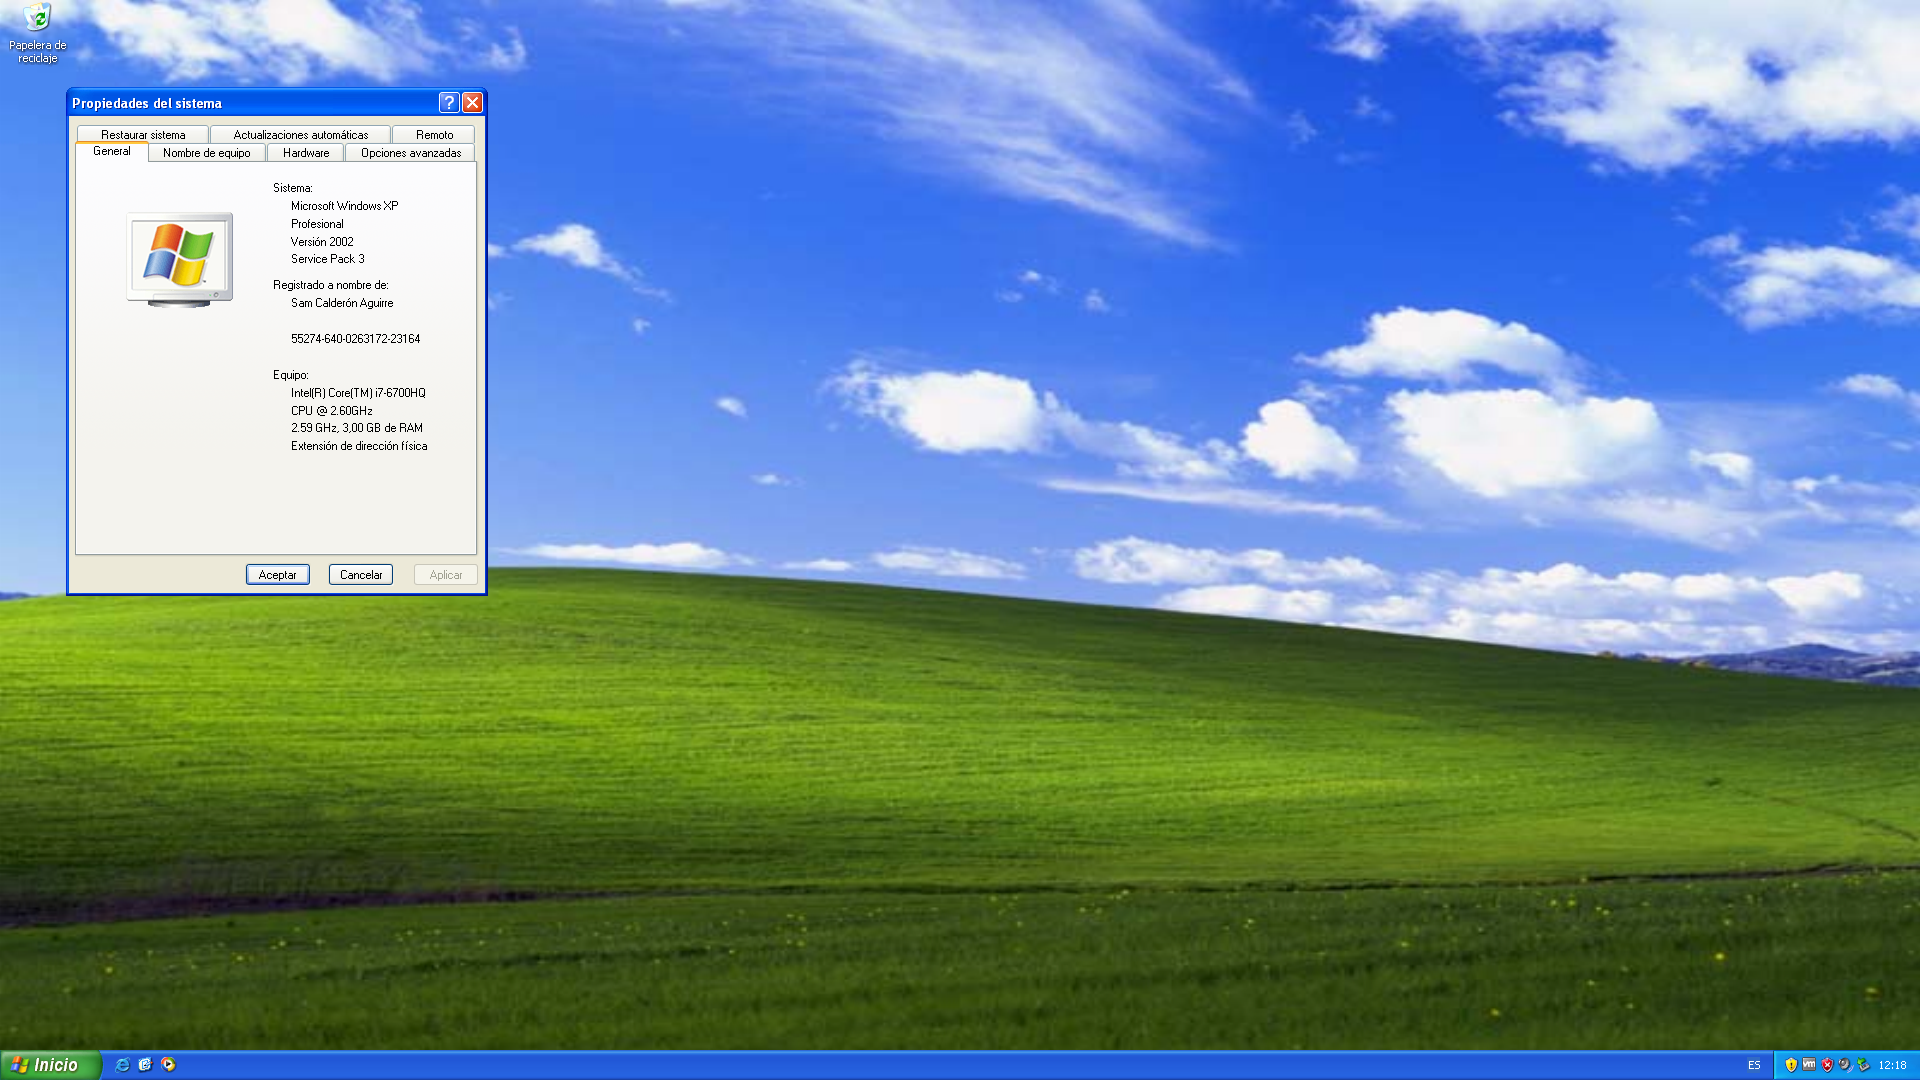 Papelera de
reciclaje
Propiedades del sistema
Restaurar sistema
Actualizaciones automáticas
Remoto
General
Nombre de equipo
Hardware
Opciones avanzadas
Sistema:
Microsoft Windows XP
Profesional
Versión 2002
Service Pack 3
Registrado a nombre de:
Sam Calderón Aguirre
55274-640-0263172-23164
Equipo:
Intel(R) Core(TM) i7-6700HQ
CPU @ 2.60GHz
2.59 GHz, 3,00 GB de RAM
Extensión de dirección física
Aceptar
Cancelar
Aplicar
Inicio
ES
vm
12:18